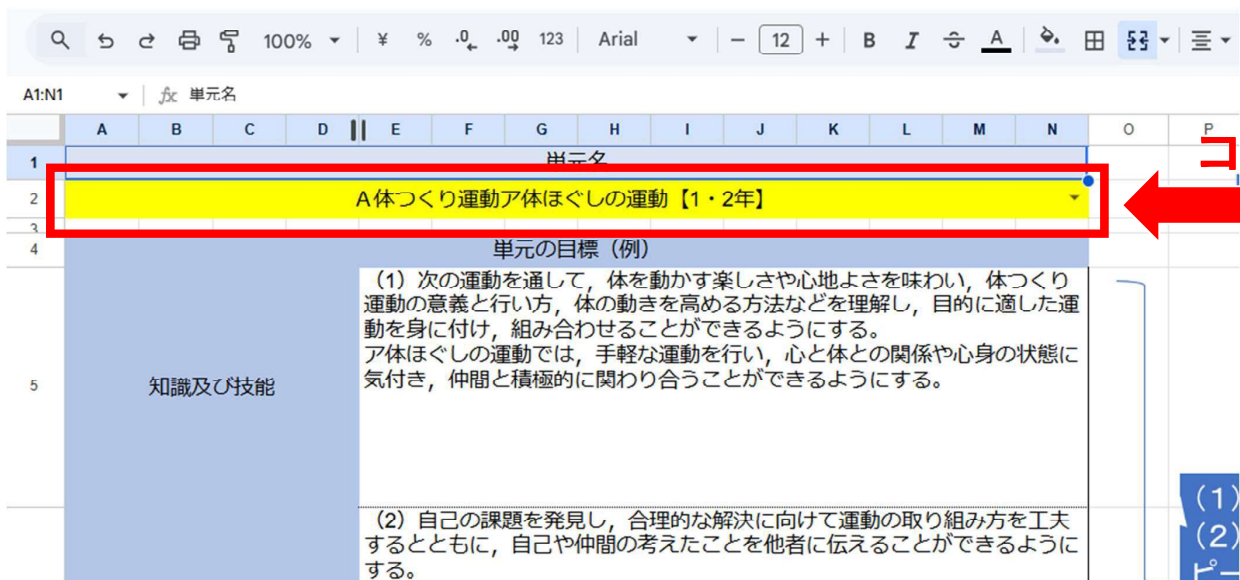 100% ¥ % .0 .00 123 Arial 12 B I A
A1:N1 fx 単元名
A B C D E F G H I J K L M N O P
1 単元名
2 A体つくり運動ア体ほぐしの運動【1・2年】
3
4 単元の目標（例）
（1）次の運動を通して，体を動かす楽しさや心地よさを味わい，体つくり
運動の意義と行い方，体の動きを高める方法などを理解し，目的に適した運
動を身に付け，組み合わせることができるようにする。
ア体ほぐしの運動では，手軽な運動を行い，心と体との関係や心身の状態に
5 知識及び技能 気付き，仲間と積極的に関わり合うことができるようにする。
（2）自己の課題を発見し，合理的な解決に向けて運動の取り組み方を工夫
するとともに，自己や仲間の考えたことを他者に伝えることができるように
する。
（1）
（2）
ピー